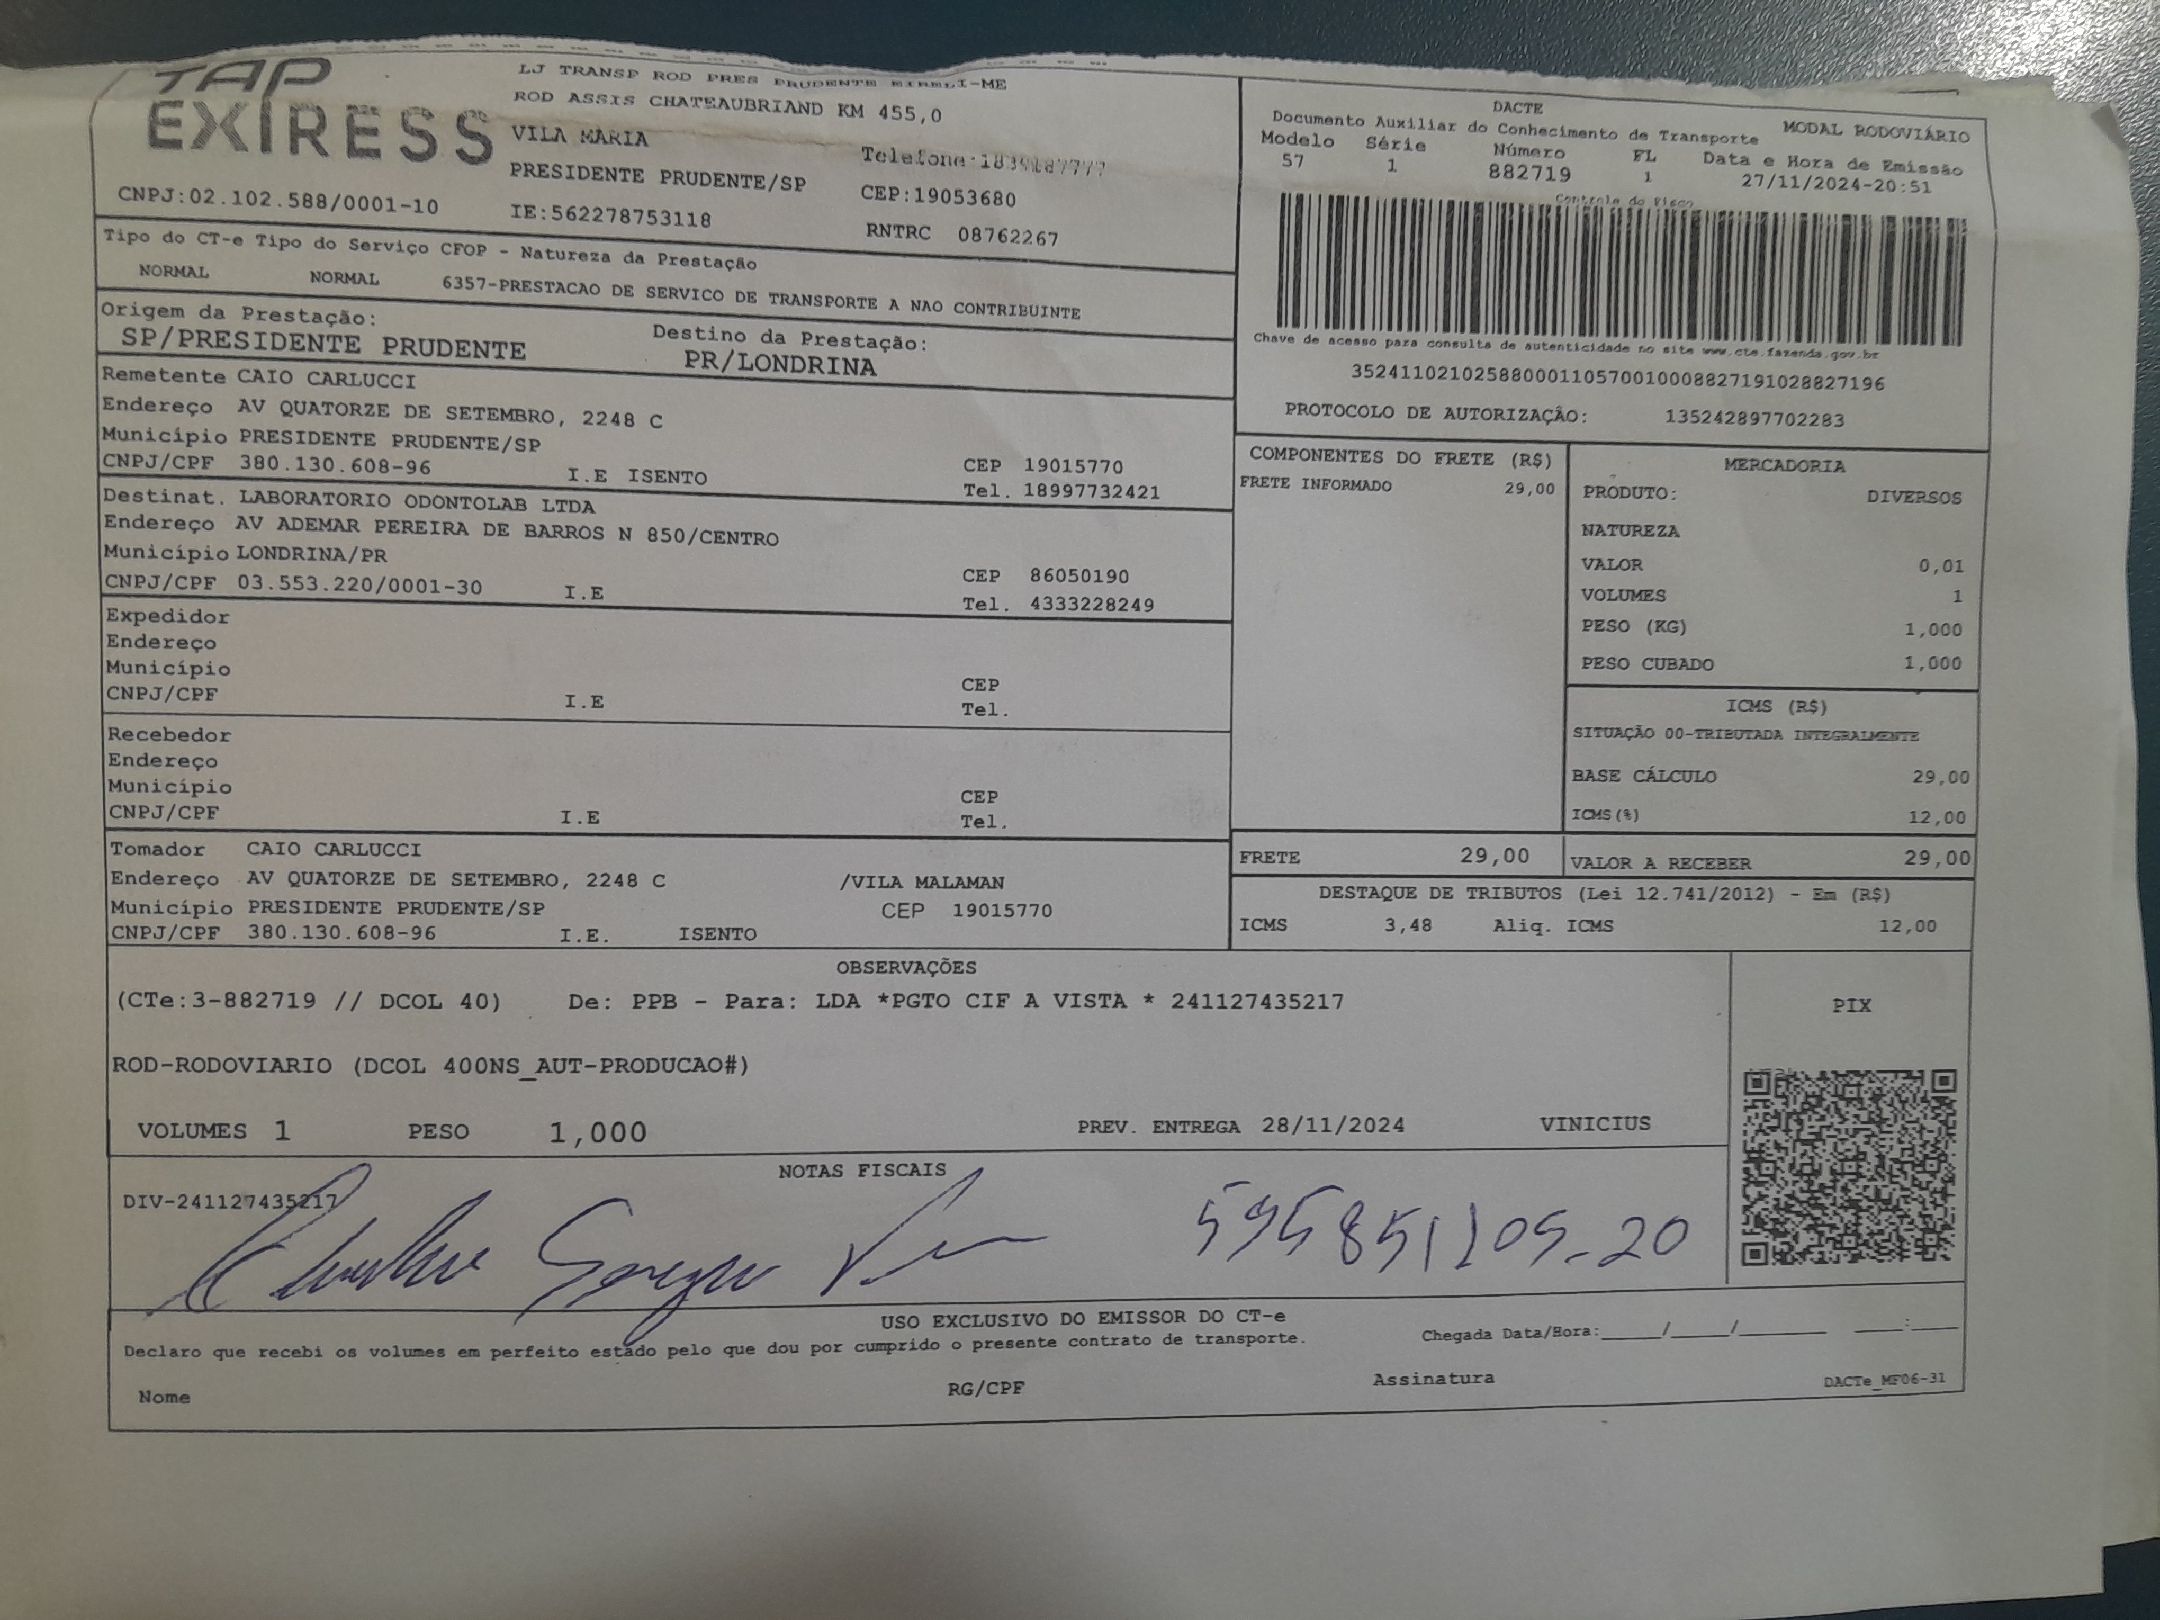 TAP
EXIRESS
LJ TRANSP ROD PRES PRUDENTE EIRELI-ME
ROD ASSIS CHATEAUBRIAND KM 455,0
VILA MARIA
Telefone:
PRESIDENTE PRUDENTE/SP
CEP:19053680
CNPJ:02.102.588/0001-10
IE:562278753118
RNTRC 08762267
DACTE
Documento Auxiliar do Conhecimento de Transporte
MODAL RODOVIÁRIO
Modelo Série Número FL Data e Hora de Emissão
57 1 882719 1 27/11/2024-20:51
Controle do Fisco
Chave de acesso para consulta de autenticidade no site www.cte.fazenda.gov.br
35241102102588000110570010008827191028827196
PROTOCOLO DE AUTORIZAÇÃO: 135242897702283
Tipo do CT-e Tipo do Serviço CFOP - Natureza da Prestação
NORMAL NORMAL 6357-PRESTACAO DE SERVICO DE TRANSPORTE A NAO CONTRIBUINTE
Origem da Prestação: Destino da Prestação:
SP/PRESIDENTE PRUDENTE PR/LONDRINA
Remetente CAIO CARLUCCI
Endereço AV QUATORZE DE SETEMBRO, 2248 C
Município PRESIDENTE PRUDENTE/SP
CEP 19015770
CNPJ/CPF 380.130.608-96 I.E ISENTO
Tel. 18997732421
Destinat. LABORATORIO ODONTOLAB LTDA
Endereço AV ADEMAR PEREIRA DE BARROS N 850/CENTRO
Município LONDRINA/PR
CEP 86050190
CNPJ/CPF 03.553.220/0001-30 I.E
Tel. 4333228249
Expedidor
Endereço
Município
CEP
CNPJ/CPF I.E
Tel.
Recebedor
Endereço
Município
CEP
CNPJ/CPF I.E
Tel.
Tomador CAIO CARLUCCI
Endereço AV QUATORZE DE SETEMBRO, 2248 C /VILA MALAMAN
Município PRESIDENTE PRUDENTE/SP CEP 19015770
CNPJ/CPF 380.130.608-96 I.E. ISENTO
COMPONENTES DO FRETE (R$)
FRETE INFORMADO 29,00
MERCADORIA
PRODUTO: DIVERSOS
NATUREZA
VALOR 0,01
VOLUMES 1
PESO (KG) 1,000
PESO CUBADO 1,000
ICMS (R$)
SITUAÇÃO 00-TRIBUTADA INTEGRALMENTE
BASE CÁLCULO 29,00
ICMS(%) 12,00
FRETE 29,00 VALOR A RECEBER 29,00
DESTAQUE DE TRIBUTOS (Lei 12.741/2012) - Em (R$)
ICMS 3,48 Aliq. ICMS 12,00
OBSERVAÇÕES
(CTe:3-882719 // DCOL 40) De: PPB - Para: LDA *PGTO CIF A VISTA * 241127435217
ROD-RODOVIARIO (DCOL 400NS_AUT-PRODUCAO#)
VOLUMES 1 PESO 1,000 PREV. ENTREGA 28/11/2024 VINICIUS
PIX
NOTAS FISCAIS
DIV-241127435217
USO EXCLUSIVO DO EMISSOR DO CT-e
Declaro que recebi os volumes em perfeito estado pelo que dou por cumprido o presente contrato de transporte.
Chegada Data/Hora:____/____/______ ___:___
Nome RG/CPF Assinatura DACTe_MF06-31